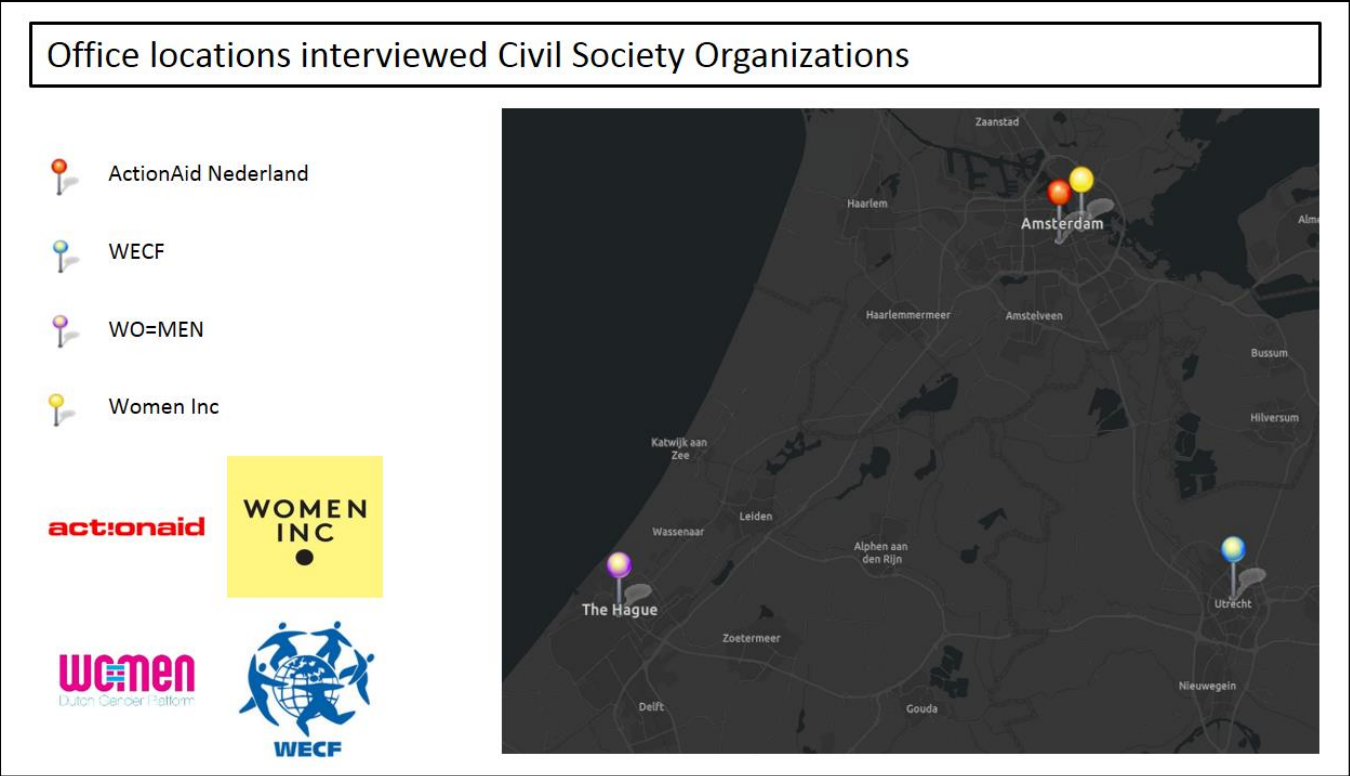 Office locations interviewed Civil Society Organizations
ActionAid Nederland
WECF
WO=MEN
Women Inc
act!onaid
WOMEN
INC
WO=MEN
Dutch Gender Platform
WECF
Zaanstad
Haarlem
Amsterdam
Alme
Haarlemmermeer
Amstelveen
Bussum
Hilversum
Katwijk aan
Zee
Leiden
Wassenaar
Alphen aan
den Rijn
The Hague
Utrecht
Zoetermeer
Nieuwegein
Delft
Gouda